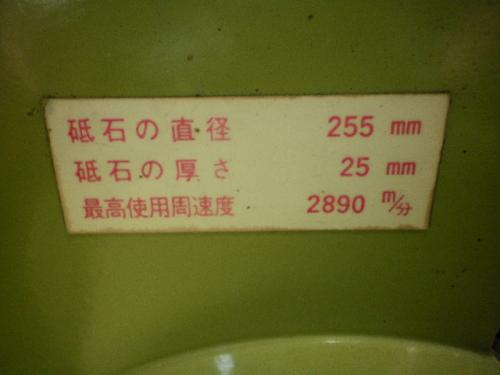 砥石の直径 255 mm
砥石の厚さ 25 mm
最高使用周速度 2890 m/分